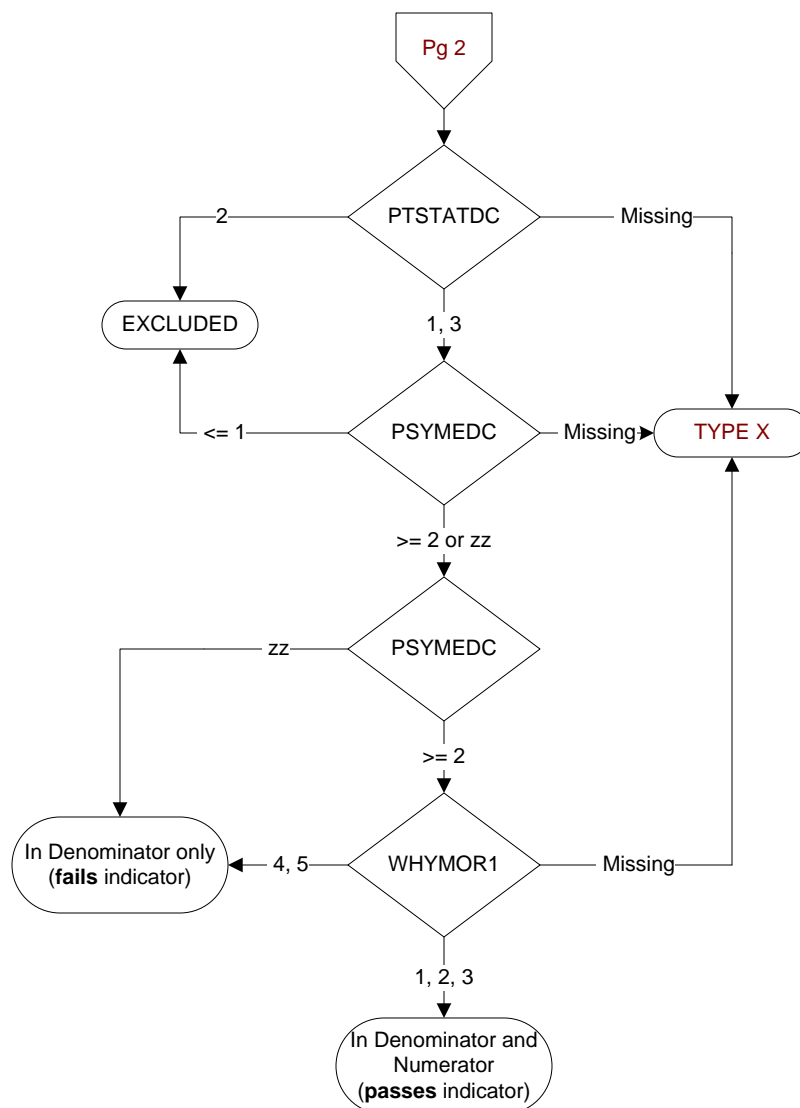 Pg 2
PTSTATDC
2
Missing
EXCLUDED
1, 3
PSYMEDC
<= 1
Missing
TYPE X
>= 2 or zz
PSYMEDC
zz
>= 2
In Denominator only
(fails indicator)
4, 5
WHYMOR1
Missing
1, 2, 3
In Denominator and
Numerator
(passes indicator)